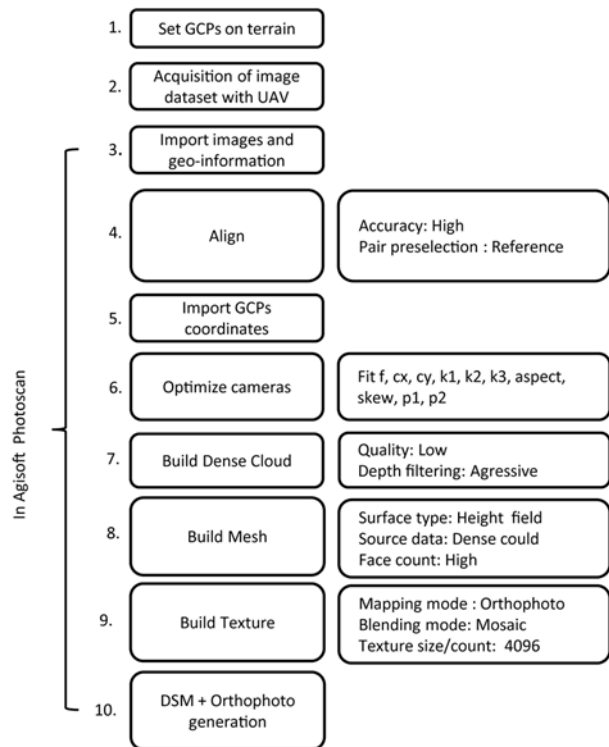 1. Set GCPs on terrain
2. Acquisition of image
dataset with UAV
3. Import images and
geo-information
4. Align
Accuracy: High
Pair preselection : Reference
5. Import GCPs
coordinates
6. Optimize cameras
Fit f, cx, cy, k1, k2, k3, aspect,
skew, p1, p2
7. Build Dense Cloud
Quality: Low
Depth filtering: Agressive
8. Build Mesh
Surface type: Height field
Source data: Dense could
Face count: High
9. Build Texture
Mapping mode : Orthophoto
Blending mode: Mosaic
Texture size/count: 4096
10. DSM + Orthophoto
generation
In Agisoft Photoscan